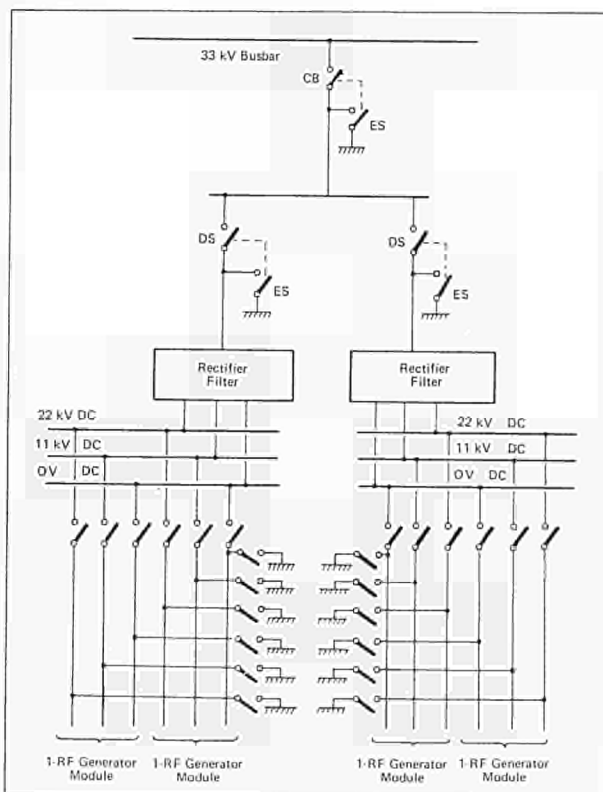 33 kV Busbar
CB
ES
DS
DS
ES
ES
Rectifier
Filter
Rectifier
Filter
22 kV DC
22 kV DC
11 kV DC
11 kV DC
0V DC
0V DC
1-RF Generator
Module
1-RF Generator
Module
1-RF Generator
Module
1-RF Generator
Module